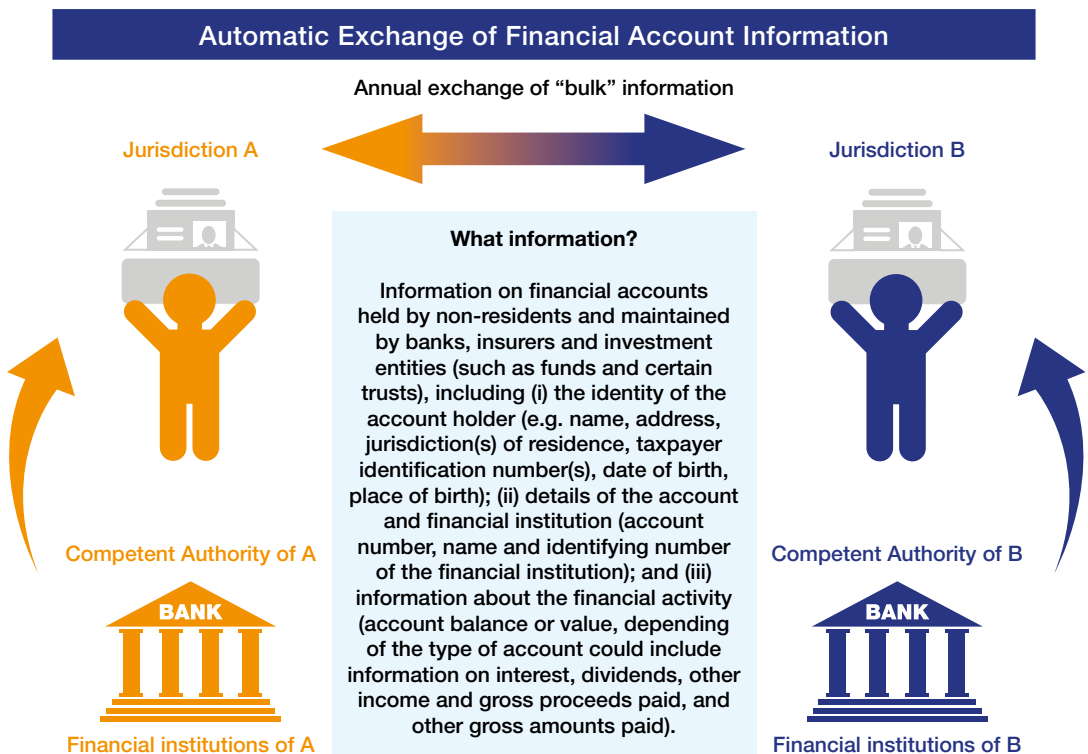 Automatic Exchange of Financial Account Information
Annual exchange of “bulk” information
Jurisdiction A
Jurisdiction B
What information?
Information on financial accounts
held by non-residents and maintained
by banks, insurers and investment
entities (such as funds and certain
trusts), including (i) the identity of the
account holder (e.g. name, address,
jurisdiction(s) of residence, taxpayer
identification number(s), date of birth,
place of birth); (ii) details of the account
and financial institution (account
number, name and identifying number
of the financial institution); and (iii)
information about the financial activity
(account balance or value, depending
of the type of account could include
information on interest, dividends, other
income and gross proceeds paid, and
other gross amounts paid).
Competent Authority of A
BANK
Financial institutions of A
Competent Authority of B
BANK
Financial institutions of B